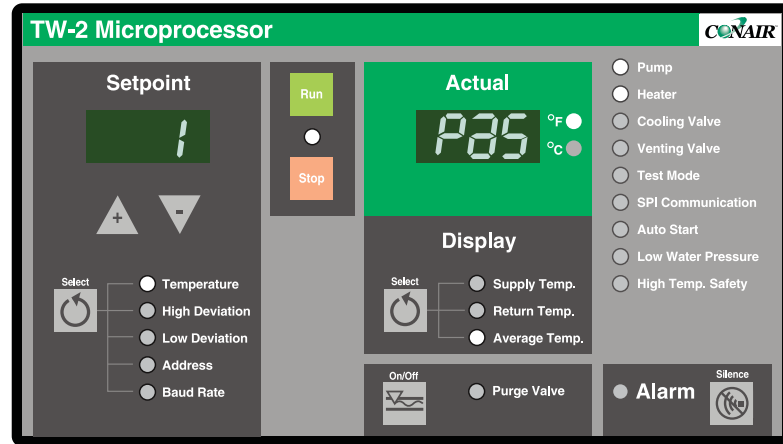 TW-2 Microprocessor
CONAIR
Setpoint
1
Select
Temperature
High Deviation
Low Deviation
Address
Baud Rate
Run
Stop
Actual
P35
°F
°C
Display
Select
Supply Temp.
Return Temp.
Average Temp.
On/Off
Purge Valve
Pump
Heater
Cooling Valve
Venting Valve
Test Mode
SPI Communication
Auto Start
Low Water Pressure
High Temp. Safety
Alarm
Silence
+
-